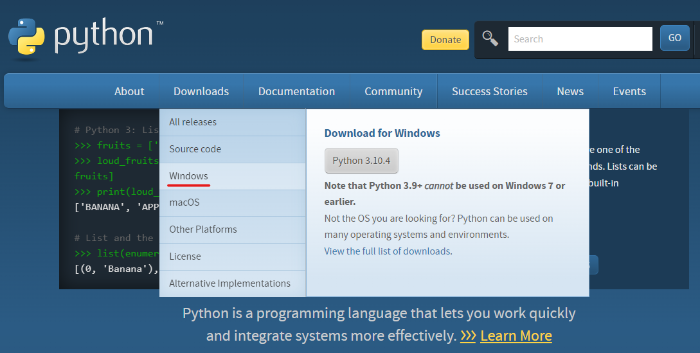 python™
Donate
Search
GO
About
Downloads
Documentation
Community
Success Stories
News
Events
All releases
Source code
Windows
macOS
Other Platforms
License
Alternative Implementations
Download for Windows
Python 3.10.4
Note that Python 3.9+ cannot be used on Windows 7 or
earlier.
Not the OS you are looking for? Python can be used on
many operating systems and environments.
View the full list of downloads.
# Python 3: Lis
>>> fruits = ['
>>> loud_fruits
fruits]
>>> print(loud_
['BANANA', 'APP
# List and the
>>> list(enumer
[(0, 'Banana'),
e one of the
nds. Lists can be
uilt-in
Python is a programming language that lets you work quickly
and integrate systems more effectively. >>> Learn More